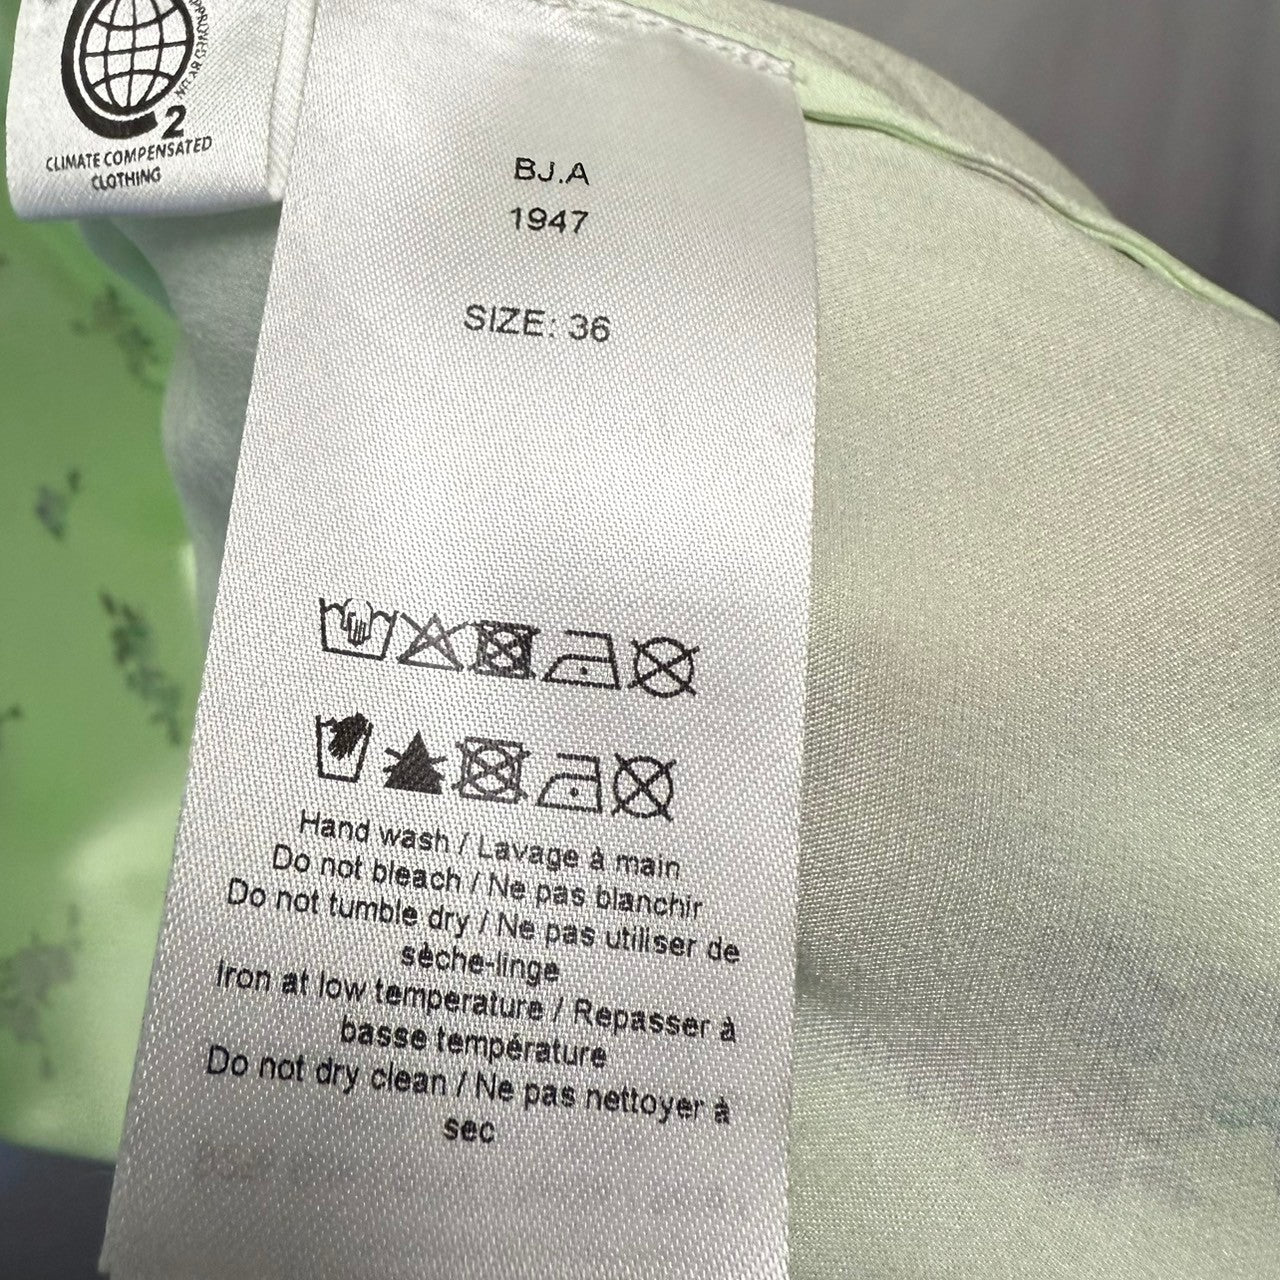 2
CLIMATE COMPENSATED
CLOTHING
BJ.A
1947
SIZE: 36
Hand wash / Lavage à main
Do not bleach / Ne pas blanchir
Do not tumble dry / Ne pas utiliser de
sèche-linge
Iron at low temperature / Repasser à
basse température
Do not dry clean / Ne pas nettoyer à
sec